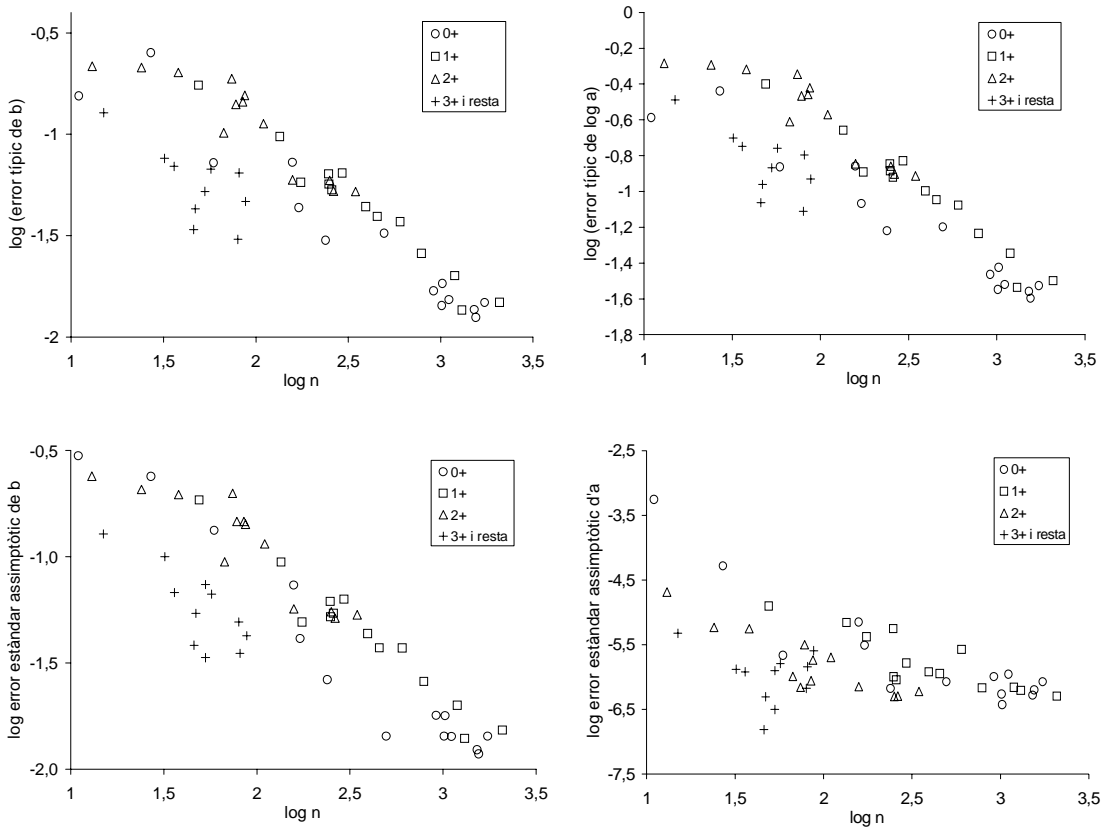 -0,5
-1
-1,5
-2
1 1,5 2 2,5 3 3,5
log n
log (error típic de b)
0+
1+
2+
3+ i resta
0
-0,2
-0,4
-0,6
-0,8
-1
-1,2
-1,4
-1,6
-1,8
1 1,5 2 2,5 3 3,5
log n
log (error típic de log a)
0+
1+
2+
3+ i resta
-0,5
-1,0
-1,5
-2,0
1 1,5 2 2,5 3 3,5
log n
log error estàndar assimptòtic de b
0+
1+
2+
3+ i resta
-2,5
-3,5
-4,5
-5,5
-6,5
-7,5
1 1,5 2 2,5 3 3,5
log n
log error estàndar assimptòtic d'a
0+
1+
2+
3+ i resta